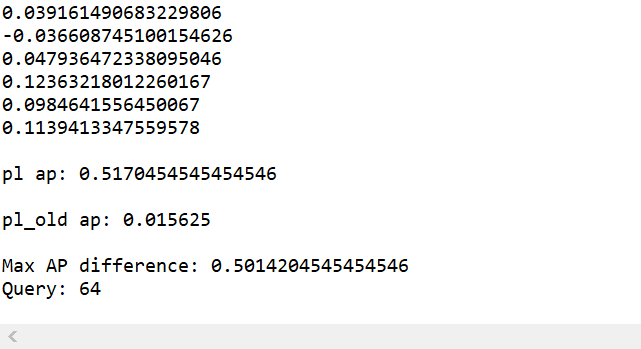 0.039161490683229806
-0.036608745100154626
0.047936472338095046
0.12363218012260167
0.0984641556450067
0.1139413347559578
pl ap: 0.5170454545454546
pl_old ap: 0.015625
Max AP difference: 0.5014204545454546
Query: 64